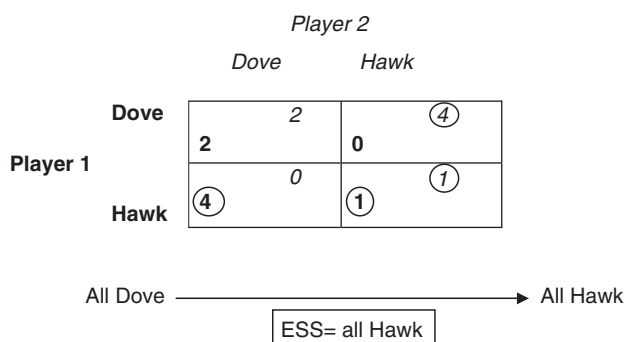 Player 2
Dove Hawk
Dove 2 4
2 0
Player 1
0 1
4 1
Hawk
All Dove All Hawk
ESS= all Hawk